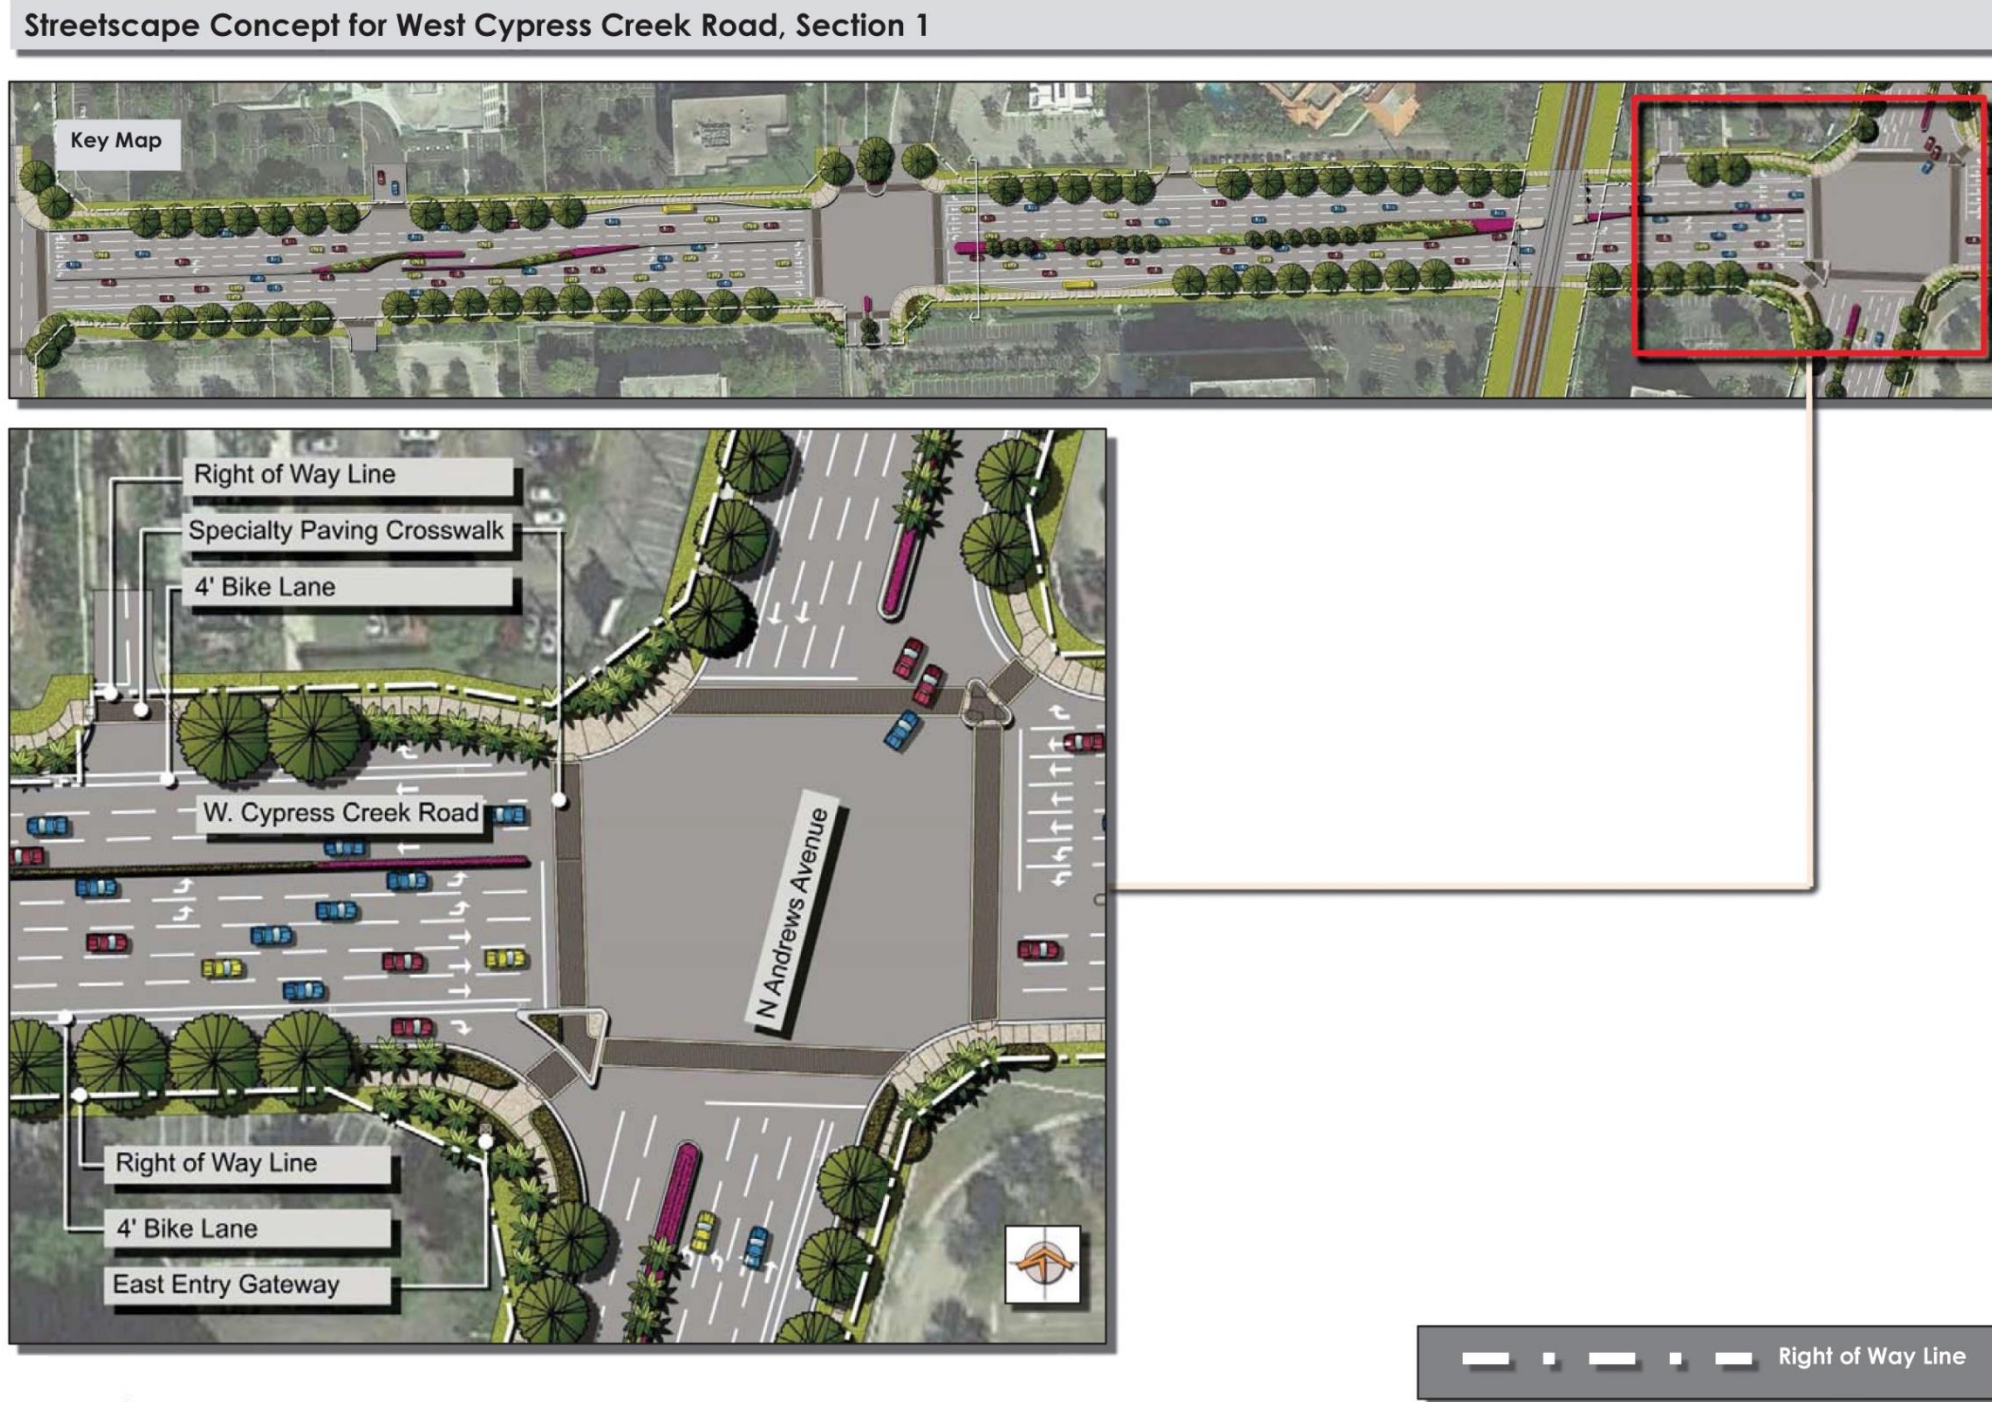 Streetscape Concept for West Cypress Creek Road, Section 1
Key Map
Right of Way Line
Specialty Paving Crosswalk
4' Bike Lane
W. Cypress Creek Road
N Andrews Avenue
Right of Way Line
4' Bike Lane
East Entry Gateway
Right of Way Line